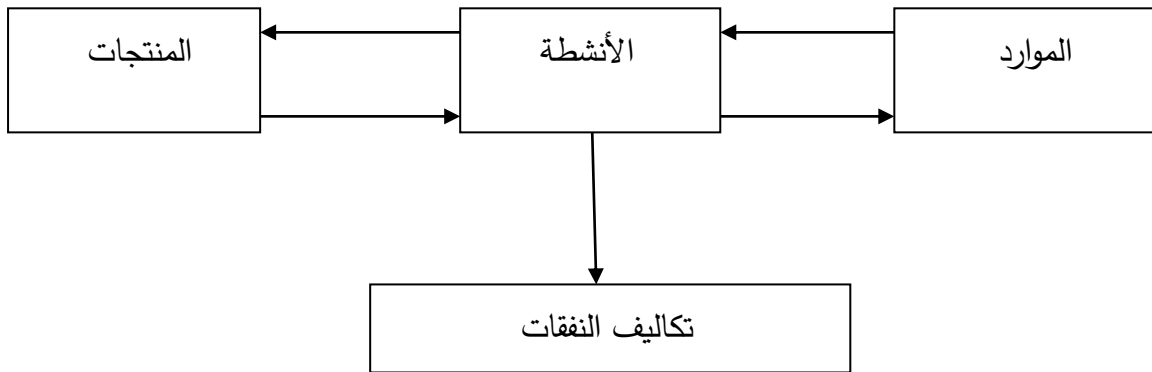 الموارد
الأنشطة
المنتجات
تكاليف النفقات